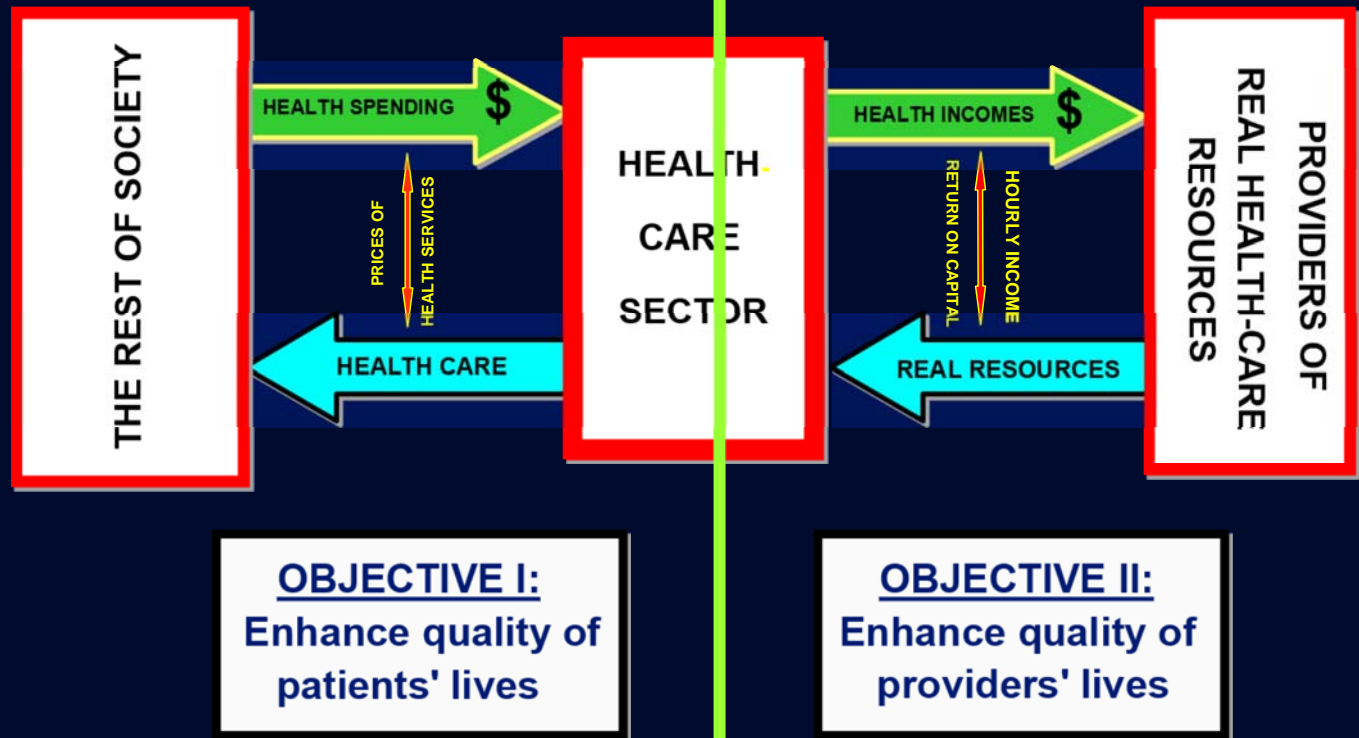 THE REST OF SOCIETY
HEALTH SPENDING $
PRICES OF
HEALTH SERVICES
HEALTH CARE
HEALTH-
CARE
SECTOR
HEALTH INCOMES $
HOURLY INCOME
RETURN ON CAPITAL
REAL RESOURCES
PROVIDERS OF
REAL HEALTH-CARE
RESOURCES
OBJECTIVE I:
Enhance quality of
patients' lives
OBJECTIVE II:
Enhance quality of
providers' lives